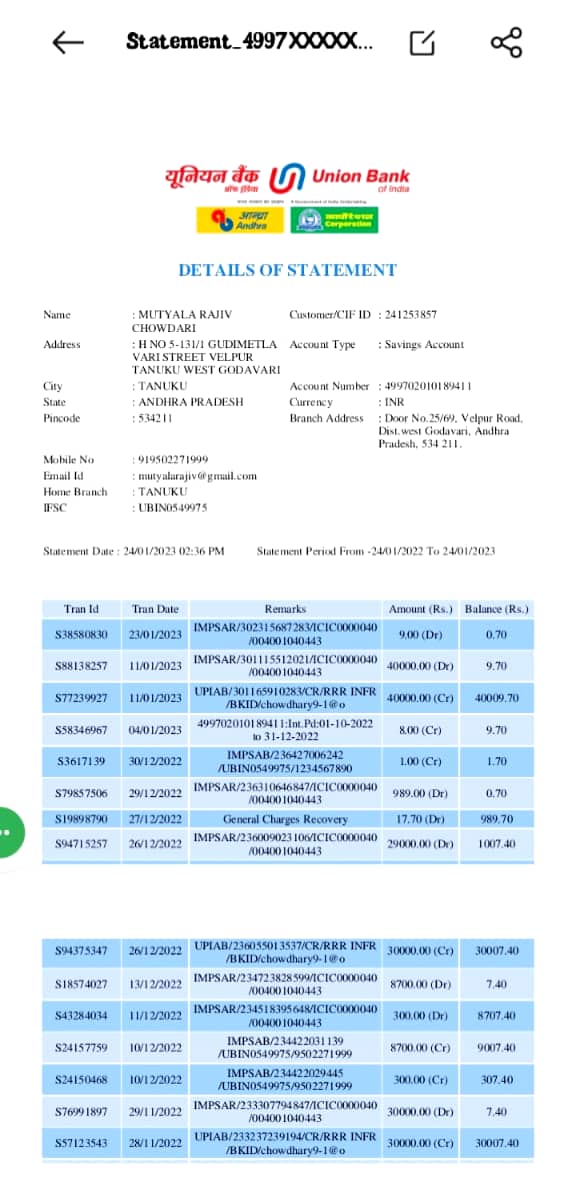 Statement_4997XXXXX...
यूनियन बैंक Union Bank
of India
आन्ध्रा
Andhra
कार्पोरेशन
Corporation
DETAILS OF STATEMENT
Name : MUTYALA RAJIV CHOWDARI Customer/CIF ID : 241253857
Address : H NO 5-131/1 GUDIMETLA Account Type : Savings Account
VARI STREET VELPUR
TANUKU WEST GODAVARI
City : TANUKU Account Number : 499702010189411
State : ANDHRA PRADESH Currency : INR
Pincode : 534211 Branch Address : Door No.25/69, Velpur Road,
Dist.west Godavari, Andhra
Pradesh, 534 211.
Mobile No : 919502271999
Email Id : mutyalarajiv@gmail.com
Home Branch : TANUKU
IFSC : UBIN0549975
Statement Date : 24/01/2023 02:36 PM Statement Period From -24/01/2022 To 24/01/2023
Tran Id Tran Date Remarks Amount (Rs.) Balance (Rs.)
S38580830 23/01/2023 IMPSAR/302315687283/ICIC0000040 /004001040443 9.00 (Dr) 0.70
S88138257 11/01/2023 IMPSAR/301115512021/ICIC0000040 /004001040443 40000.00 (Dr) 9.70
S77239927 11/01/2023 UPIAB/301165910283/CR/RRR INFR /BKID/chowdhary9-1@o 40000.00 (Cr) 40009.70
S58346967 04/01/2023 499702010189411:Int.Pd:01-10-2022 to 31-12-2022 8.00 (Cr) 9.70
S3617139 30/12/2022 IMPSAB/236427006242 /UBIN0549975/1234567890 1.00 (Cr) 1.70
S79857506 29/12/2022 IMPSAR/236310646847/ICIC0000040 /004001040443 989.00 (Dr) 0.70
S19898790 27/12/2022 General Charges Recovery 17.70 (Dr) 989.70
S94715257 26/12/2022 IMPSAR/236009023106/ICIC0000040 /004001040443 29000.00 (Dr) 1007.40
S94375347 26/12/2022 UPIAB/236055013537/CR/RRR INFR /BKID/chowdhary9-1@o 30000.00 (Cr) 30007.40
S18574027 13/12/2022 IMPSAR/234723828599/ICIC0000040 /004001040443 8700.00 (Dr) 7.40
S43284034 11/12/2022 IMPSAR/234518395648/ICIC0000040 /004001040443 300.00 (Dr) 8707.40
S24157759 10/12/2022 IMPSAB/234422031139 /UBIN0549975/9502271999 8700.00 (Cr) 9007.40
S24150468 10/12/2022 IMPSAB/234422029445 /UBIN0549975/9502271999 300.00 (Cr) 307.40
S76991897 29/11/2022 IMPSAR/233307794847/ICIC0000040 /004001040443 30000.00 (Dr) 7.40
S57123543 28/11/2022 UPIAB/233237239194/CR/RRR INFR /BKID/chowdhary9-1@o 30000.00 (Cr) 30007.40